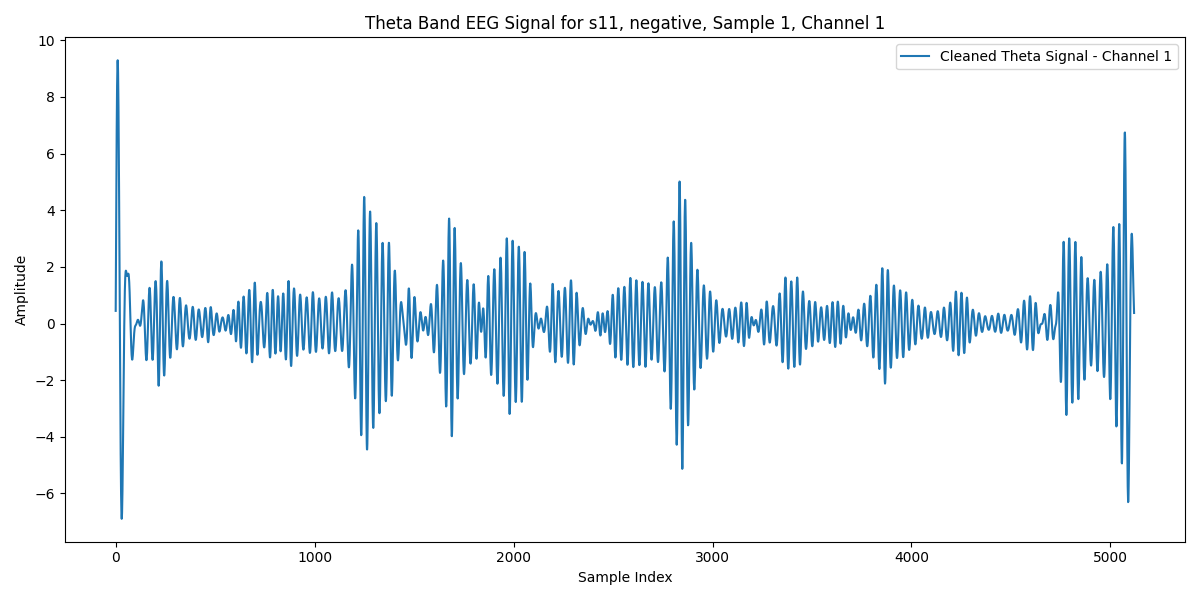 Theta Band EEG Signal for s11, negative, Sample 1, Channel 1
Cleaned Theta Signal - Channel 1
Amplitude
10
8
6
4
2
0
−2
−4
−6
0 1000 2000 3000 4000 5000
Sample Index